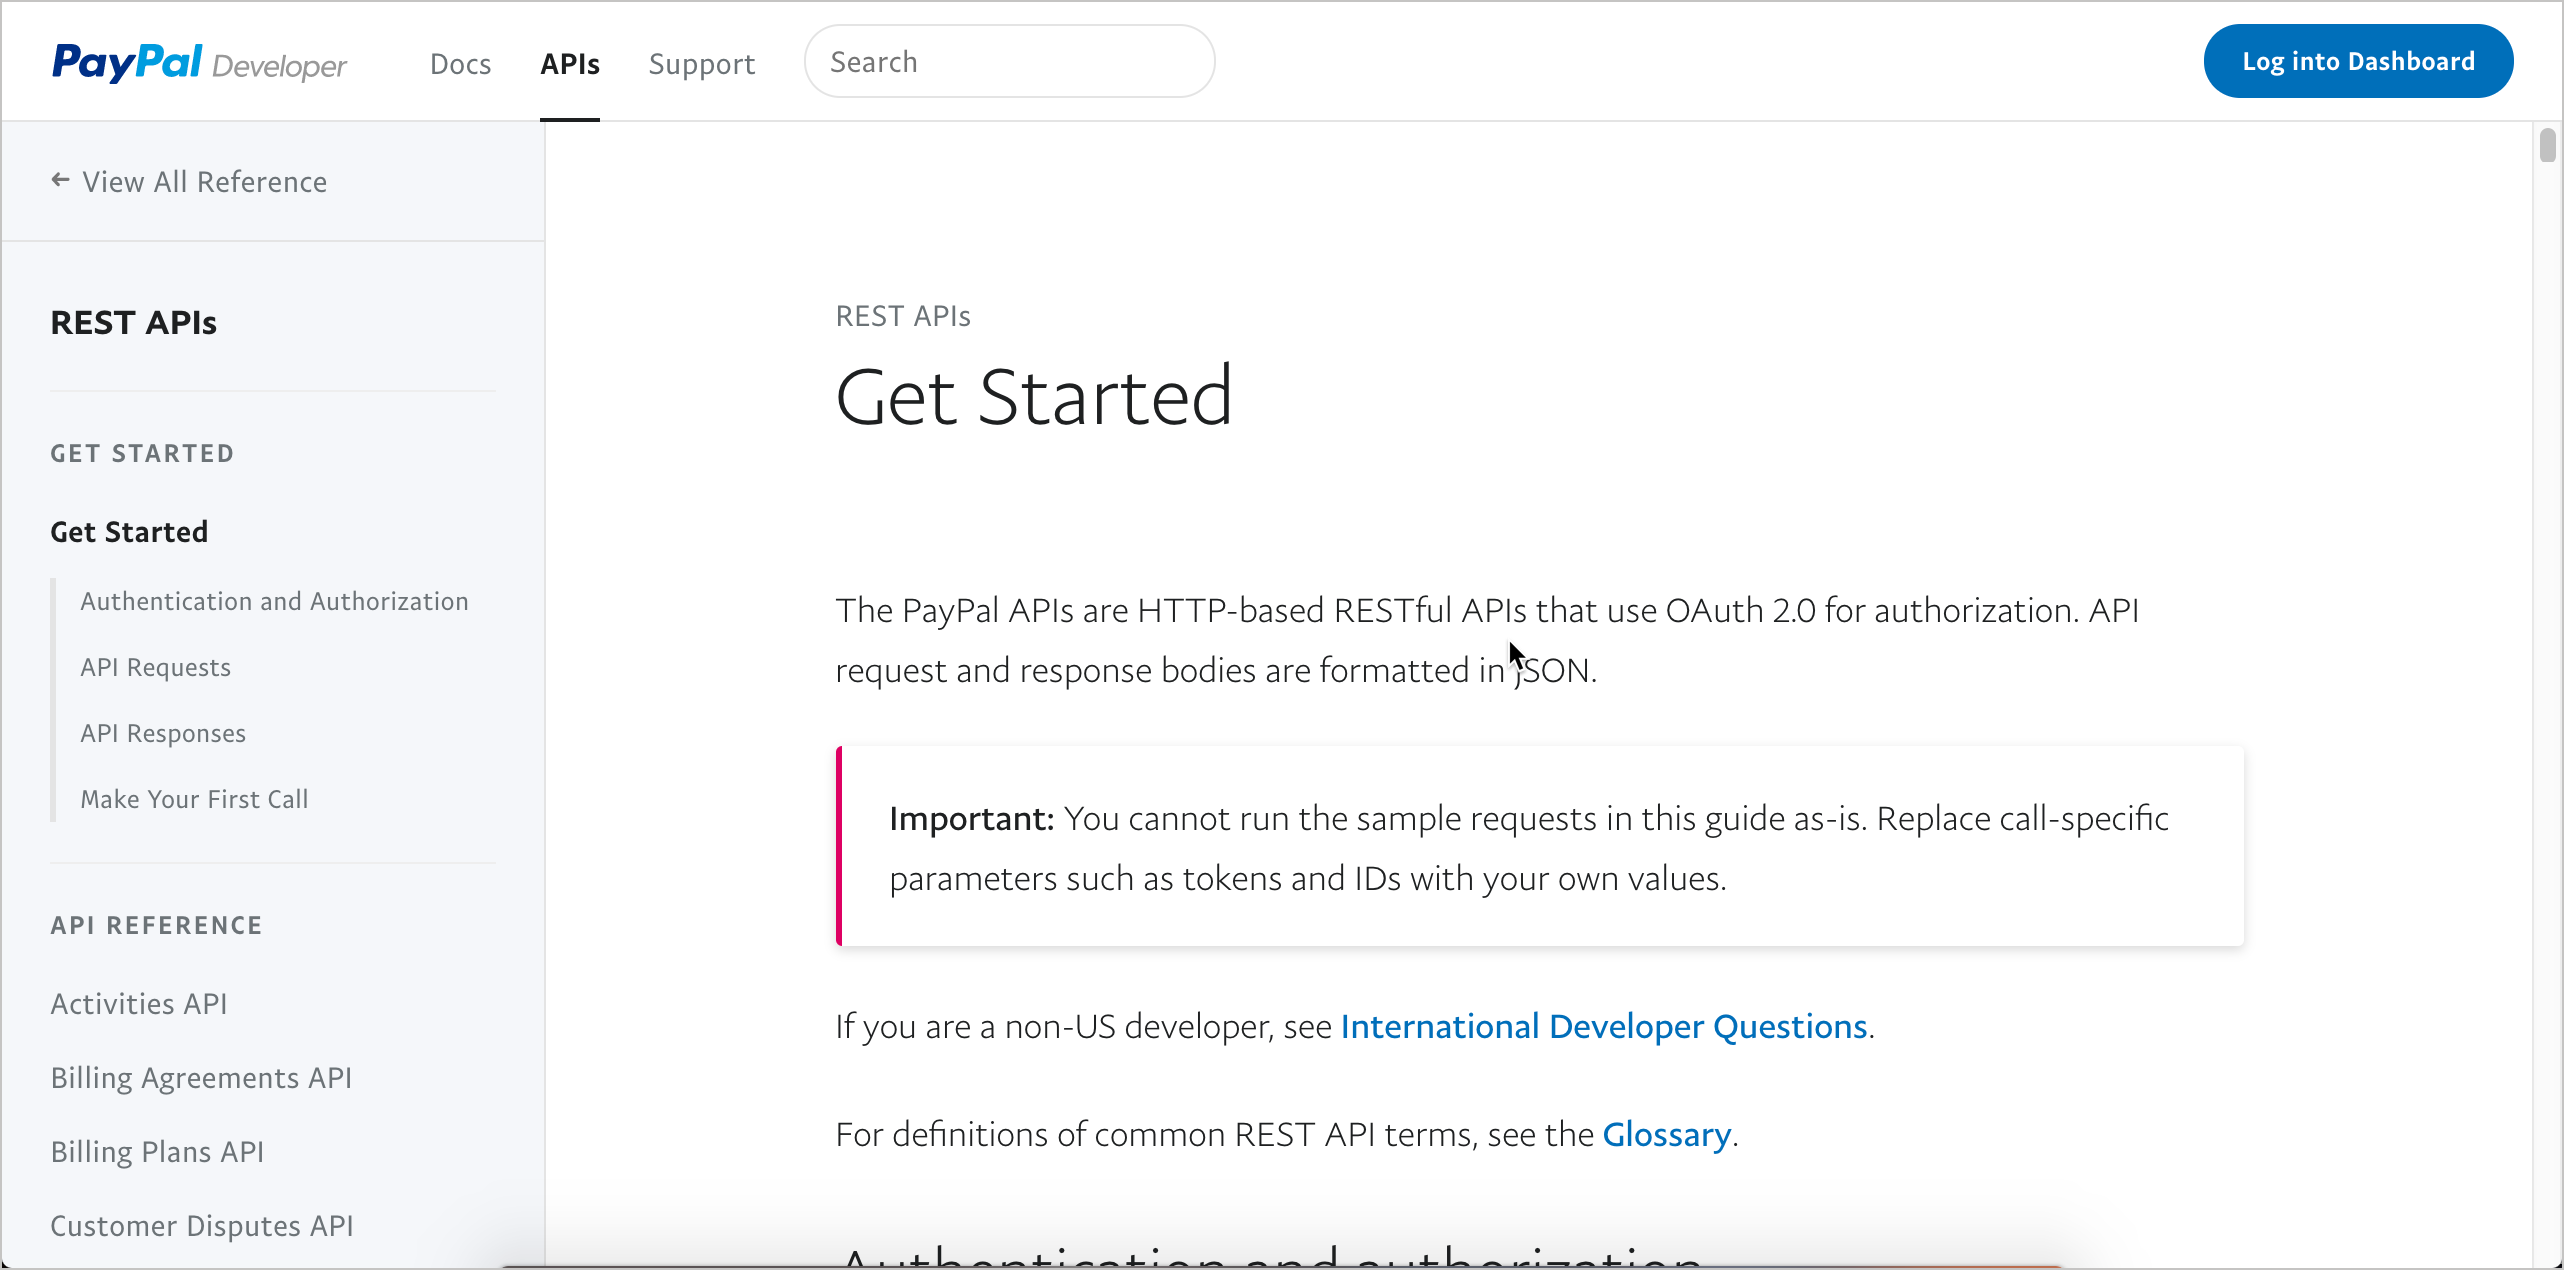 PayPal Developer
Docs
APIs
Support
Search
Log into Dashboard
← View All Reference
REST APIs
GET STARTED
Get Started
Authentication and Authorization
API Requests
API Responses
Make Your First Call
API REFERENCE
Activities API
Billing Agreements API
Billing Plans API
Customer Disputes API
REST APIs
Get Started
The PayPal APIs are HTTP-based RESTful APIs that use OAuth 2.0 for authorization. API
request and response bodies are formatted in JSON.
Important: You cannot run the sample requests in this guide as-is. Replace call-specific
parameters such as tokens and IDs with your own values.
If you are a non-US developer, see International Developer Questions.
For definitions of common REST API terms, see the Glossary.
Authentication and authorization